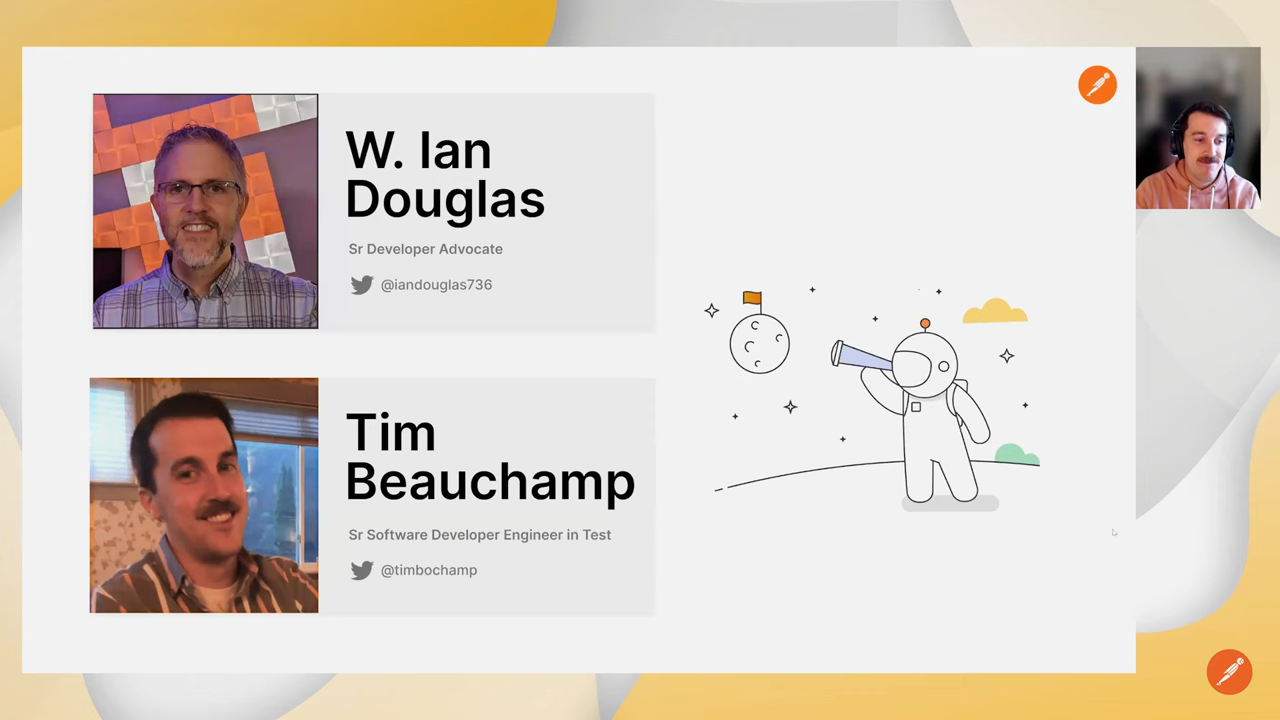 W. Ian
Douglas
Sr Developer Advocate
@iandouglas736
Tim
Beauchamp
Sr Software Developer Engineer in Test
@timbochamp